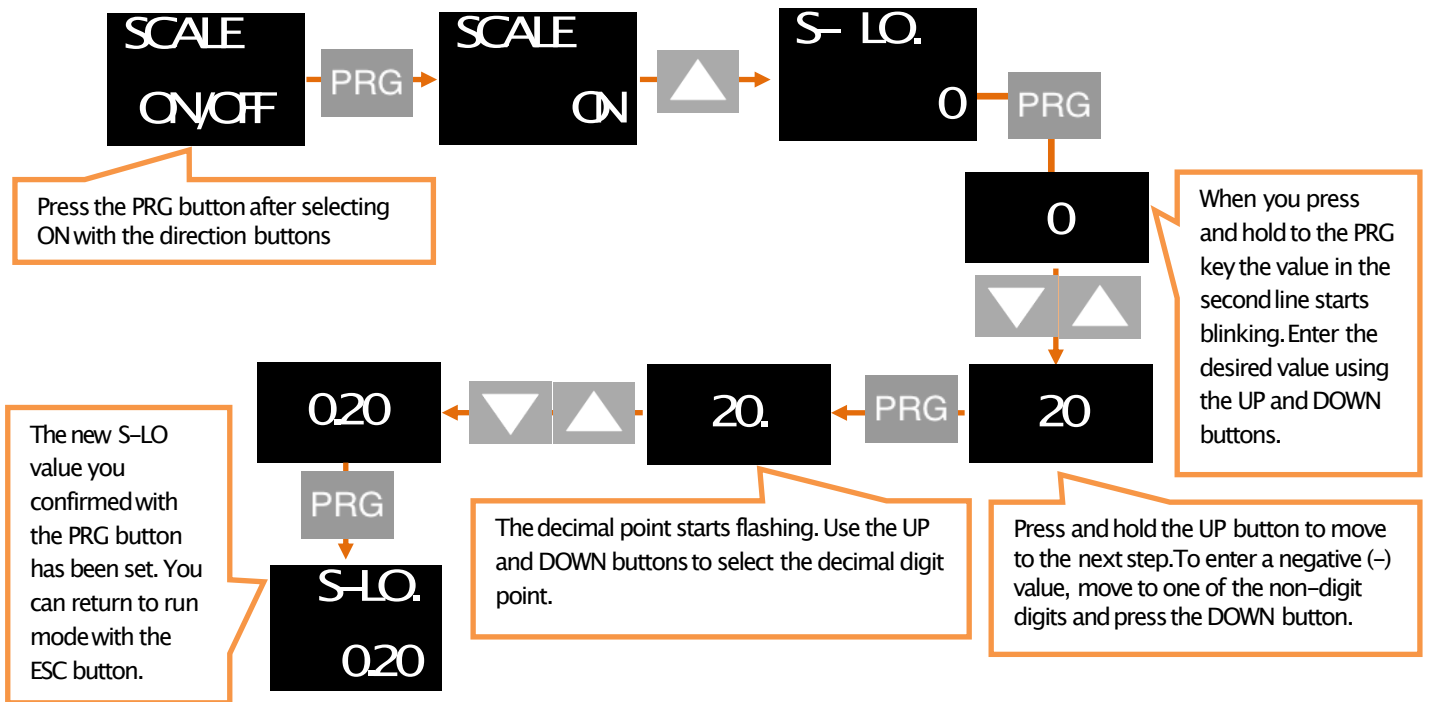 SCALE
ON/OFF
PRG
SCALE
ON
S- LO.
0
PRG
Press the PRG button after selecting
ON with the direction buttons
0
When you press
and hold to the PRG
key the value in the
second line starts
blinking. Enter the
desired value using
the UP and DOWN
buttons.
20
PRG
20.
0.20
Press and hold the UP button to move
to the next step. To enter a negative (-)
value, move to one of the non-digit
digits and press the DOWN button.
The decimal point starts flashing. Use the UP
and DOWN buttons to select the decimal digit
point.
PRG
S-LO.
0.20
The new S-LO
value you
confirmed with
the PRG button
has been set. You
can return to run
mode with the
ESC button.